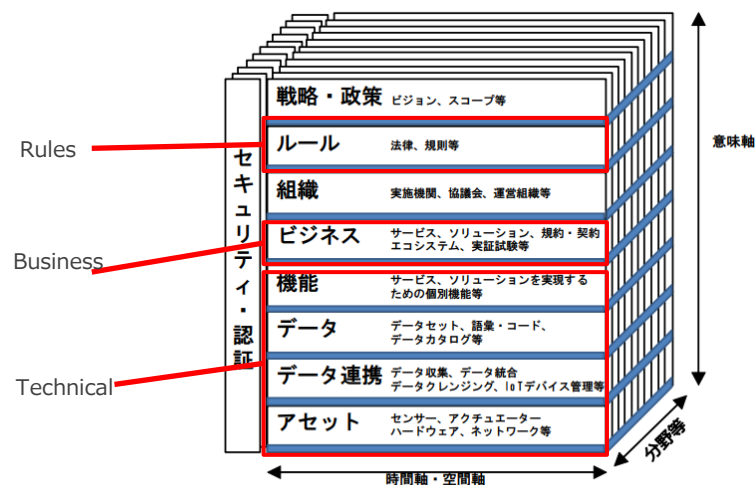 戦略・政策 ビジョン、スコープ等
Rules
ルール 法律、規則等
意味軸
セキュリティ・認証
組織 実施機関、協議会、運営組織等
Business
ビジネス サービス、ソリューション、規約・契約
エコシステム、実証試験等
機能 サービス、ソリューションを実現する
ための個別機能等
データ データセット、語彙・コード、
データカタログ等
Technical
データ連携 データ収集、データ統合
データクレンジング、IoTデバイス管理等
アセット センサー、アクチュエーター
ハードウェア、ネットワーク等
分野等
時間軸・空間軸